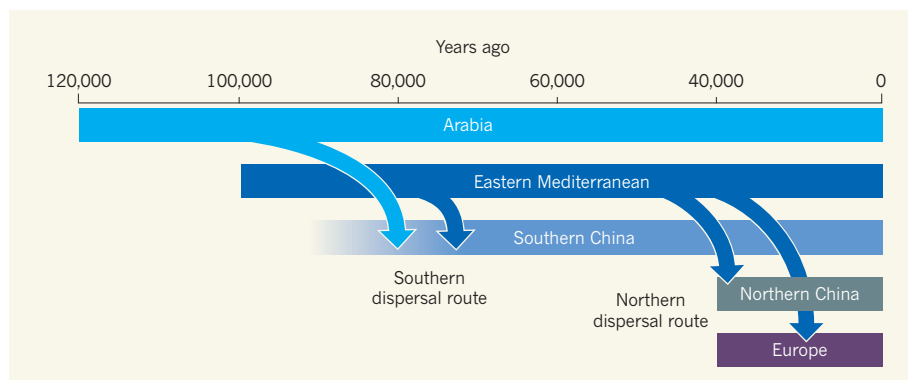 Years ago
120,000 100,000 80,000 60,000 40,000 0
Arabia
Eastern Mediterranean
Southern China
Southern
dispersal route
Northern China
Northern
dispersal route
Europe